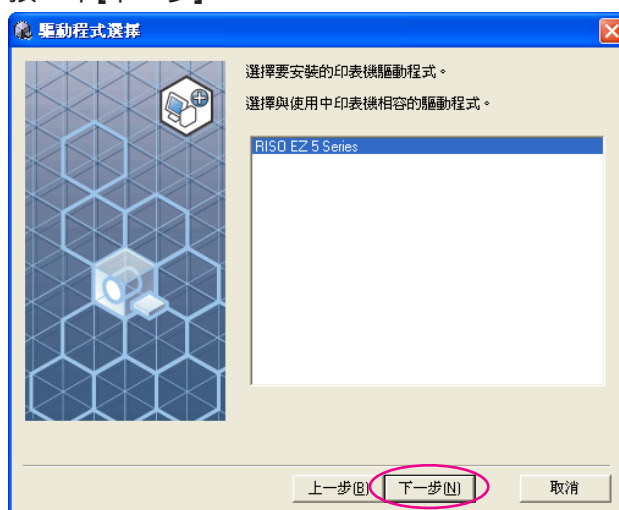 驅動程式選擇
選擇要安裝的印表機驅動程式。
選擇與使用中印表機相容的驅動程式。
RISO EZ 5 Series
上一步(B) 下一步(N) 取消